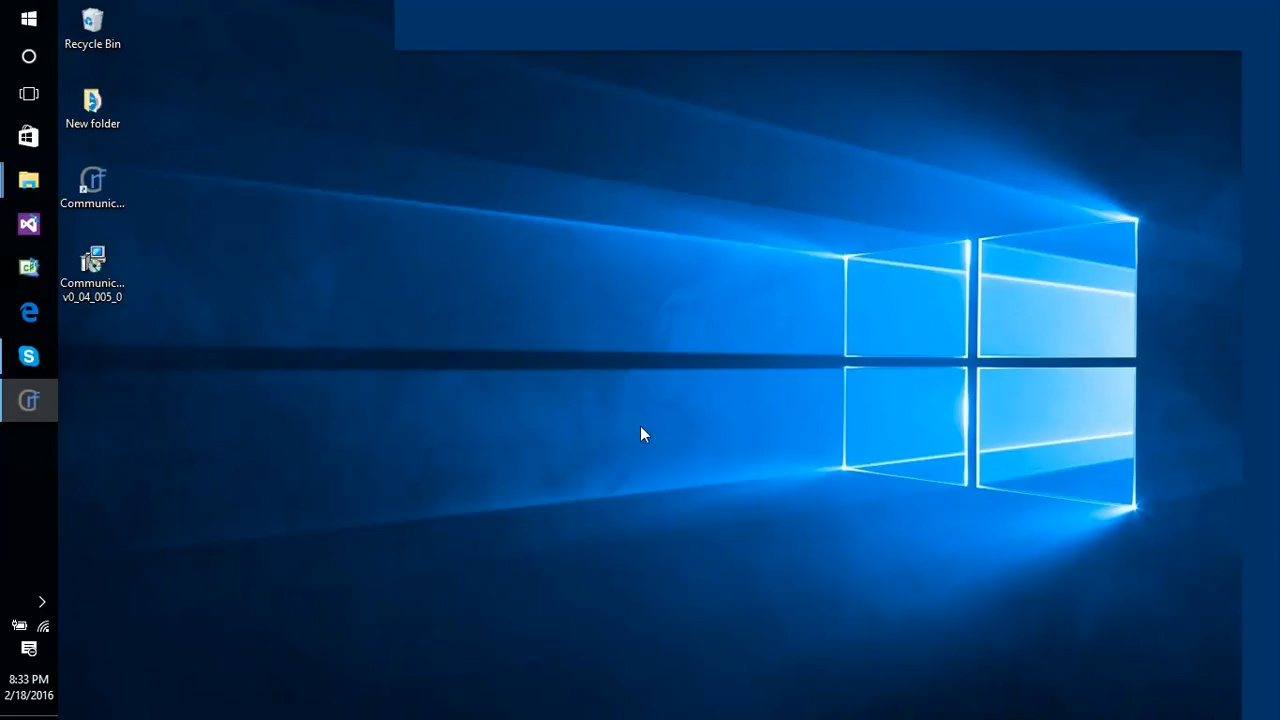 Recycle Bin
New folder
Communic...
Communic...
v0_04_005_0
8:33 PM
2/18/2016